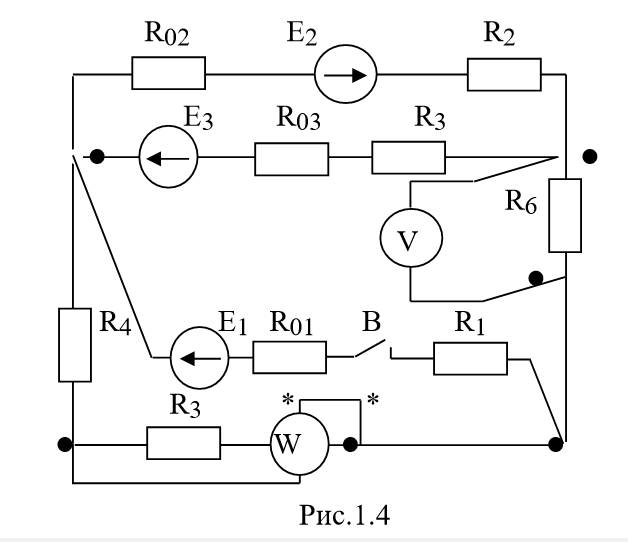 R02 E2 R2
E3 R03 R3
R6
V
R4 E1 R01 B R1
R3 * *
W
Рис.1.4